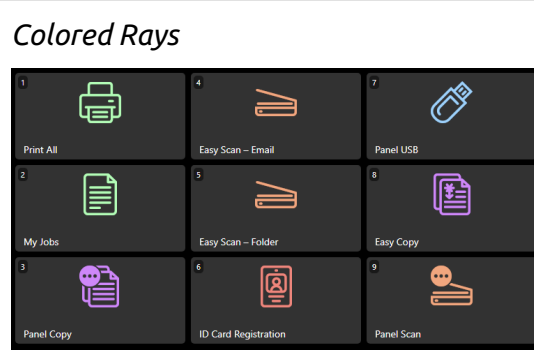 Colored Rays
1
Print All
4
Easy Scan – Email
7
Panel USB
2
My Jobs
5
Easy Scan – Folder
8
¥
Easy Copy
3
Panel Copy
6
ID Card Registration
9
Panel Scan